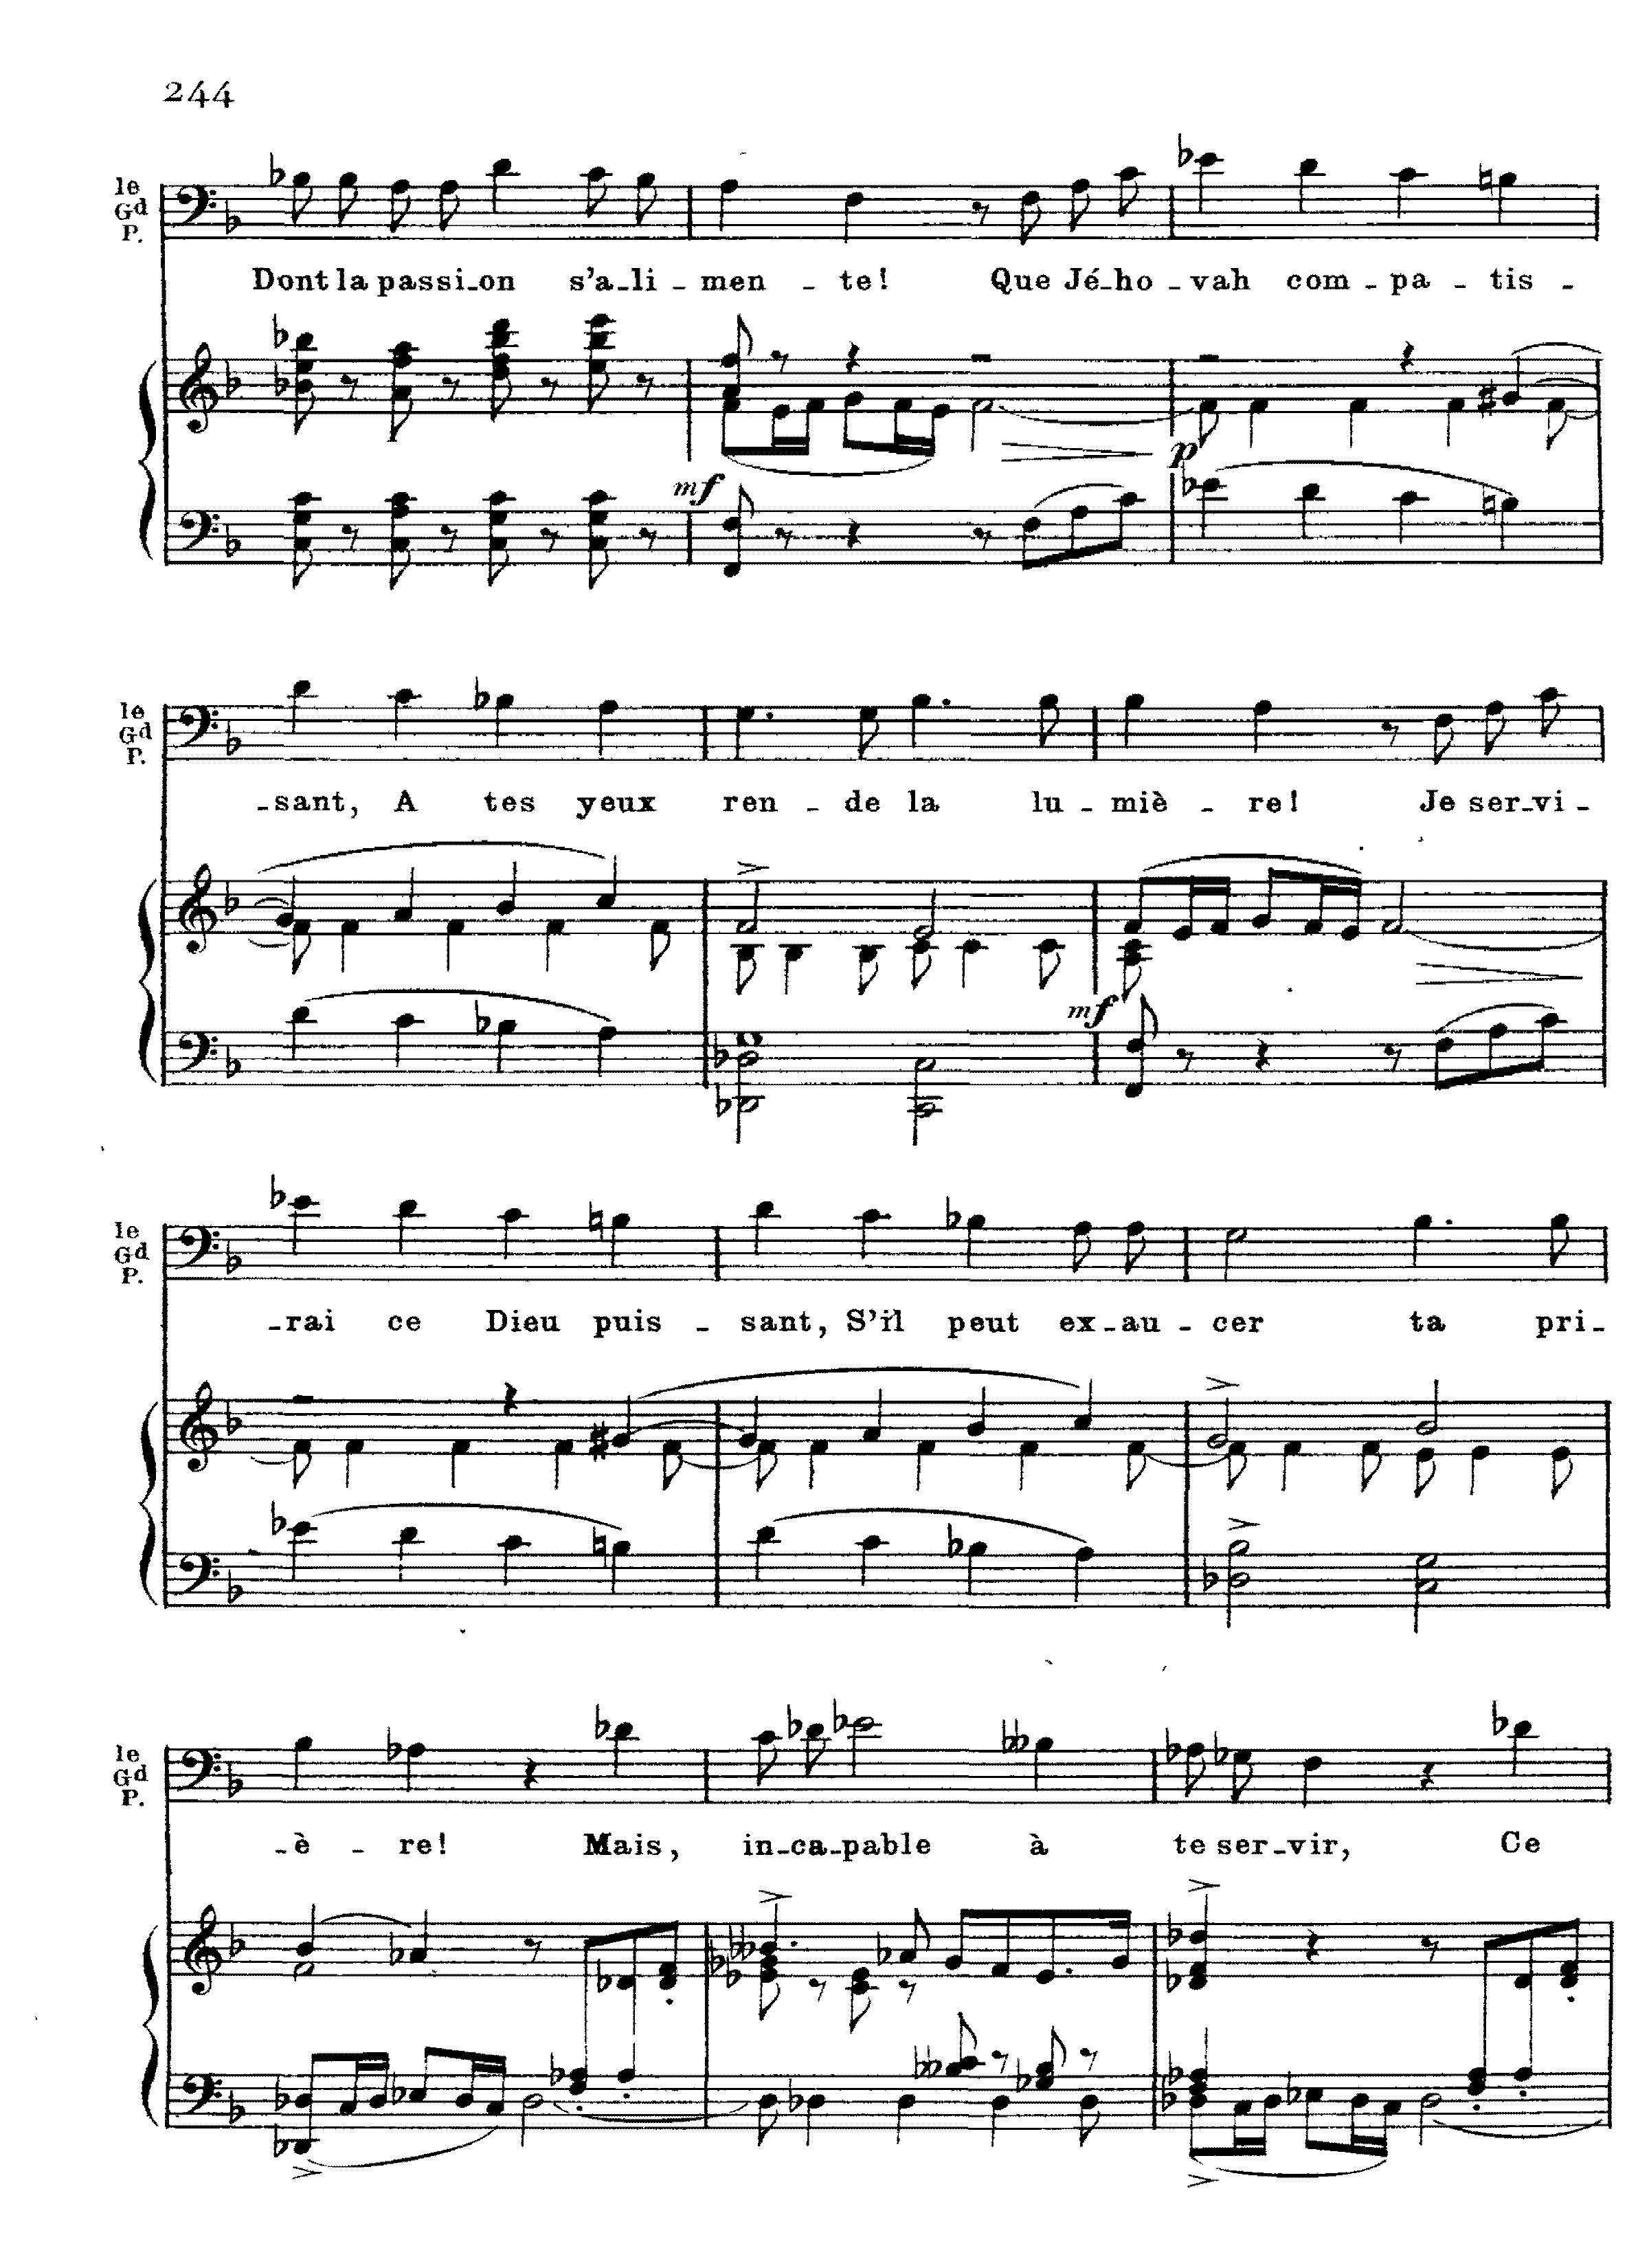 244
le
Gd
P.
Dont la passi_on s'a_li - men - te! Que Jé_ho - vah com - pa - tis -
mf
p
le
Gd
P.
_sant, A tes yeux ren - de la lu - miè - re! Je ser_vi -
mf
le
Gd
P.
_rai ce Dieu puis - sant, S'il peut ex_au - cer ta pri_
le
Gd
P.
_è - re! Mais, in_ca_pable à te ser_vir, Ce